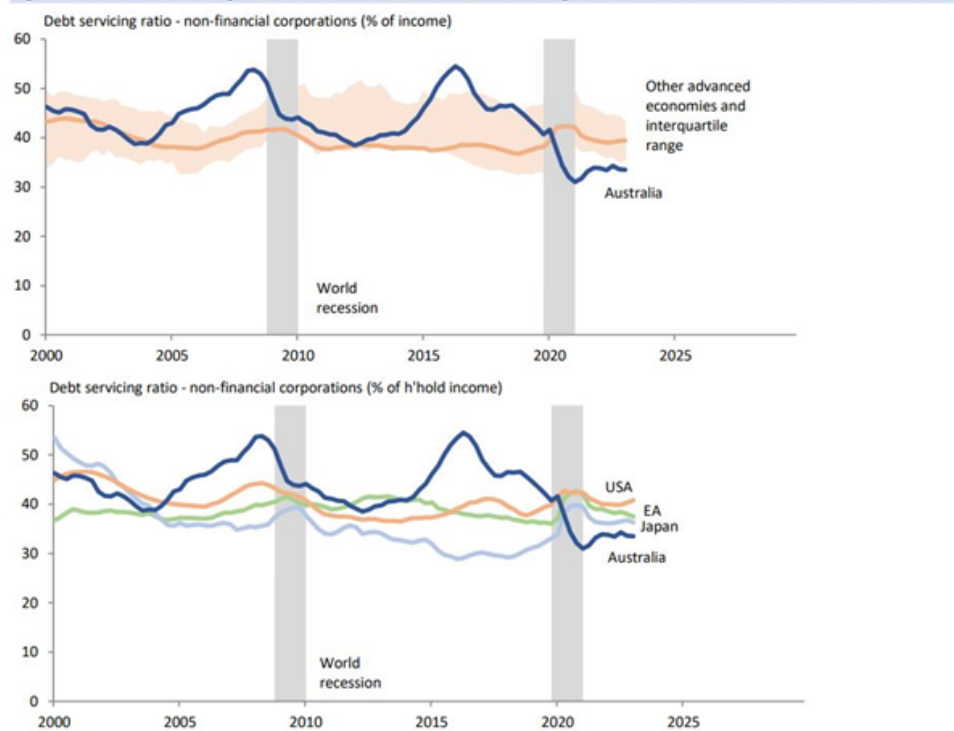 Debt servicing ratio - non-financial corporations (% of income)
60
50
40
30
20
10
0
Other advanced
economies and
interquartile
range
Australia
World
recession
2000 2005 2010 2015 2020 2025
Debt servicing ratio - non-financial corporations (% of h'hold income)
60
50
40
30
20
10
0
USA
EA
Japan
Australia
World
recession
2000 2005 2010 2015 2020 2025